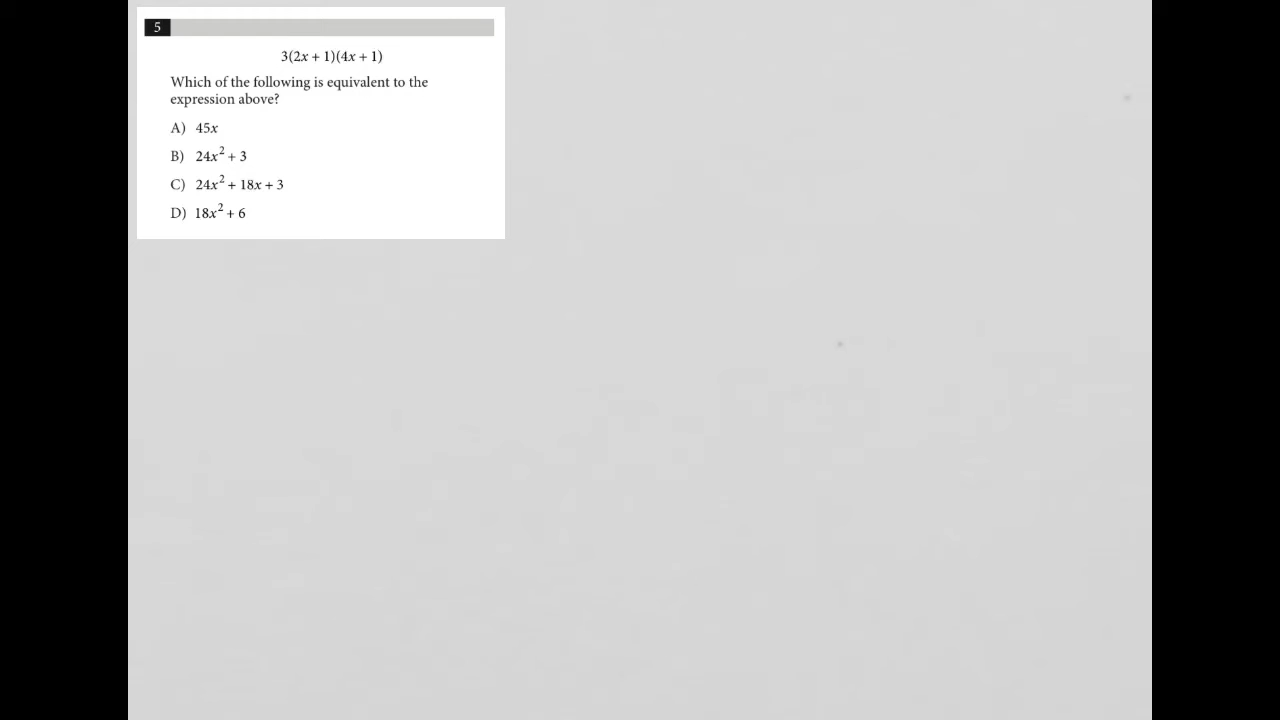 5
3(2x + 1)(4x + 1)
Which of the following is equivalent to the
expression above?
A) 45x
B) 24x² + 3
C) 24x² + 18x + 3
D) 18x² + 6